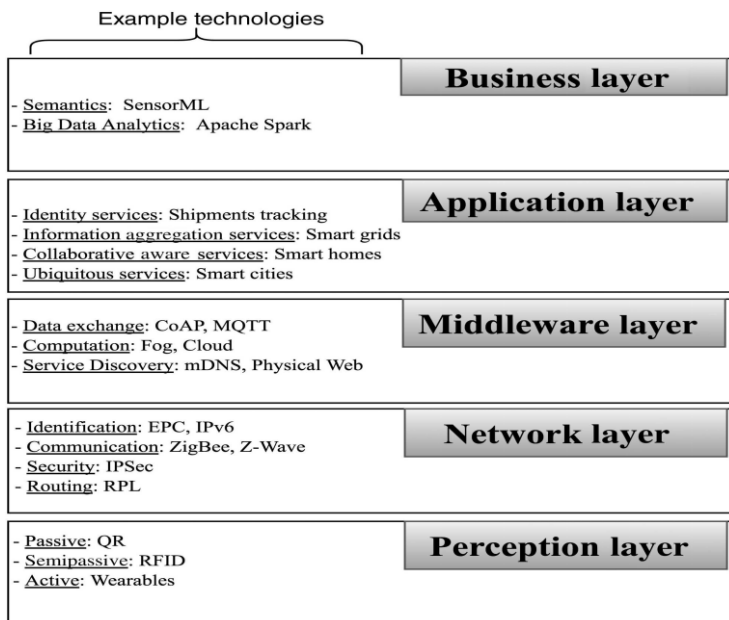 Example technologies
Business layer
- Semantics: SensorML
- Big Data Analytics: Apache Spark
Application layer
- Identity services: Shipments tracking
- Information aggregation services: Smart grids
- Collaborative aware services: Smart homes
- Ubiquitous services: Smart cities
Middleware layer
- Data exchange: CoAP, MQTT
- Computation: Fog, Cloud
- Service Discovery: mDNS, Physical Web
Network layer
- Identification: EPC, IPv6
- Communication: ZigBee, Z-Wave
- Security: IPSec
- Routing: RPL
Perception layer
- Passive: QR
- Semipassive: RFID
- Active: Wearables